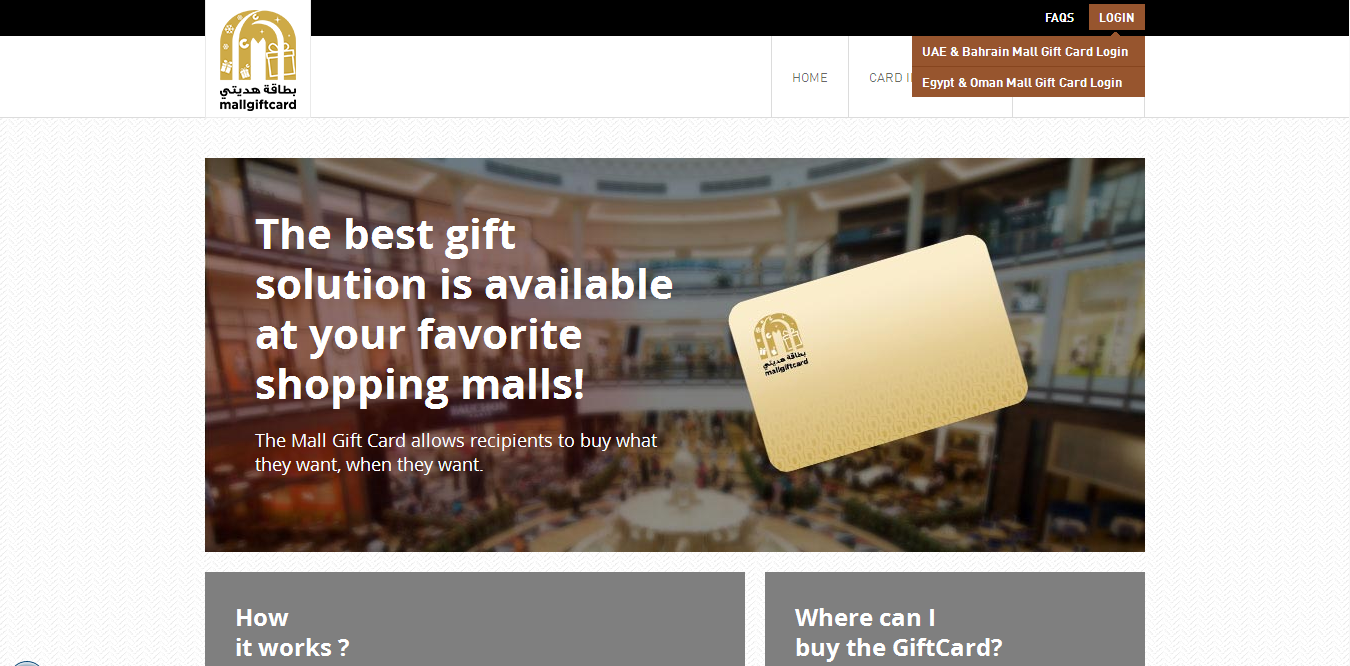 FAQS
LOGIN
UAE & Bahrain Mall Gift Card Login
Egypt & Oman Mall Gift Card Login
بطاقة هديتي
mallgiftcard
HOME
CARD
The best gift
solution is available
at your favorite
shopping malls!
The Mall Gift Card allows recipients to buy what
they want, when they want.
بطاقة هديتي
mallgiftcard
How
it works ?
Where can I
buy the GiftCard?